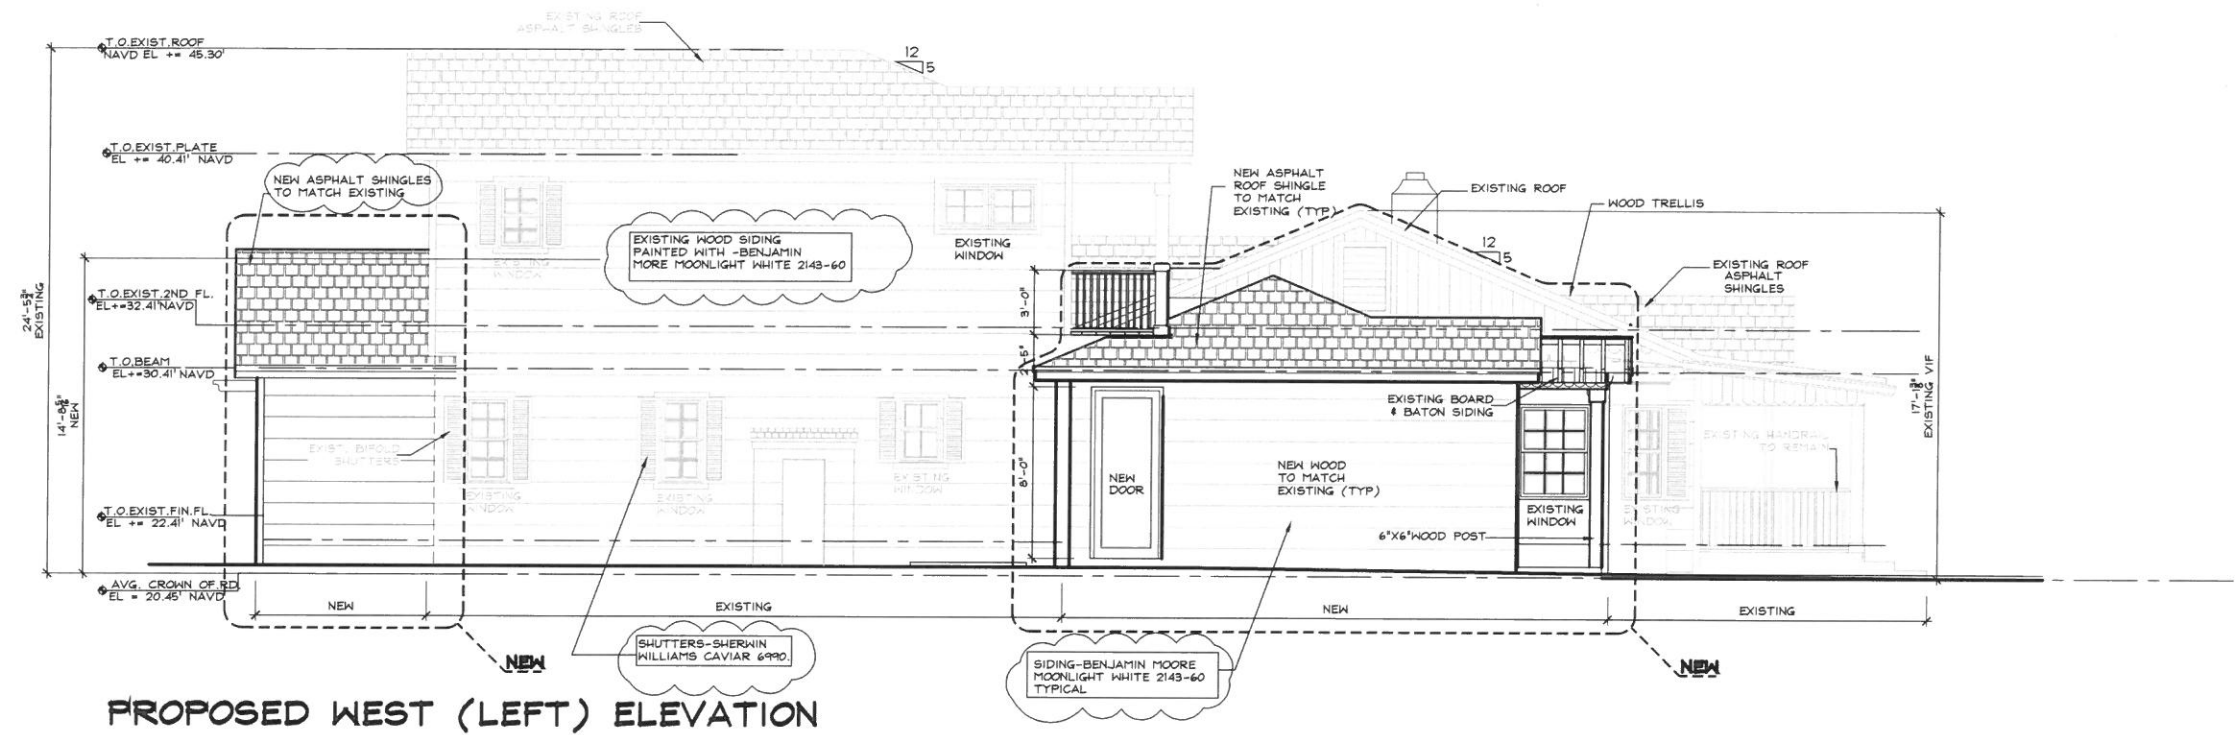 EXISTING ROOF
ASPHALT SHINGLES
T.O.EXIST.ROOF
NAVD EL += 45.30'
12
5
T.O.EXIST.PLATE
EL += 40.41' NAVD
NEW ASPHALT SHINGLES
TO MATCH EXISTING
EXISTING WOOD SIDING
PAINTED WITH -BENJAMIN
MORE MOONLIGHT WHITE 2143-60
EXISTING
WINDOW
EXISTING
WINDOW
NEW ASPHALT
ROOF SHINGLE
TO MATCH
EXISTING (TYP)
EXISTING ROOF
WOOD TRELLIS
12
5
EXISTING ROOF
ASPHALT
SHINGLES
24'-5¾"
EXISTING
T.O.EXIST.2ND FL.
EL+=32.41'NAVD
3'-0"
T.O.BEAM
EL+=30.41'NAVD
14'-8 5/16"
NEW
EXIST. BIFOLD
SHUTTERS
EXISTING
WINDOW
EXISTING
WINDOW
EXISTING
WINDOW
8'-0"
NEW
DOOR
NEW WOOD
TO MATCH
EXISTING (TYP)
EXISTING BOARD
& BATON SIDING
EXISTING
WINDOW
6"X6"WOOD POST
EXISTING
WINDOW
EXISTING HANDRAIL
TO REMAIN
EXISTING VIF
T.O.EXIST.FIN.FL.
EL += 22.41' NAVD
AVG. CROWN OF RD.
EL = 20.45' NAVD
NEW
EXISTING
NEW
EXISTING
NEW
SHUTTERS-SHERWIN
WILLIAMS CAVIAR 6990.
SIDING-BENJAMIN MOORE
MOONLIGHT WHITE 2143-60
TYPICAL
NEW
PROPOSED WEST (LEFT) ELEVATION